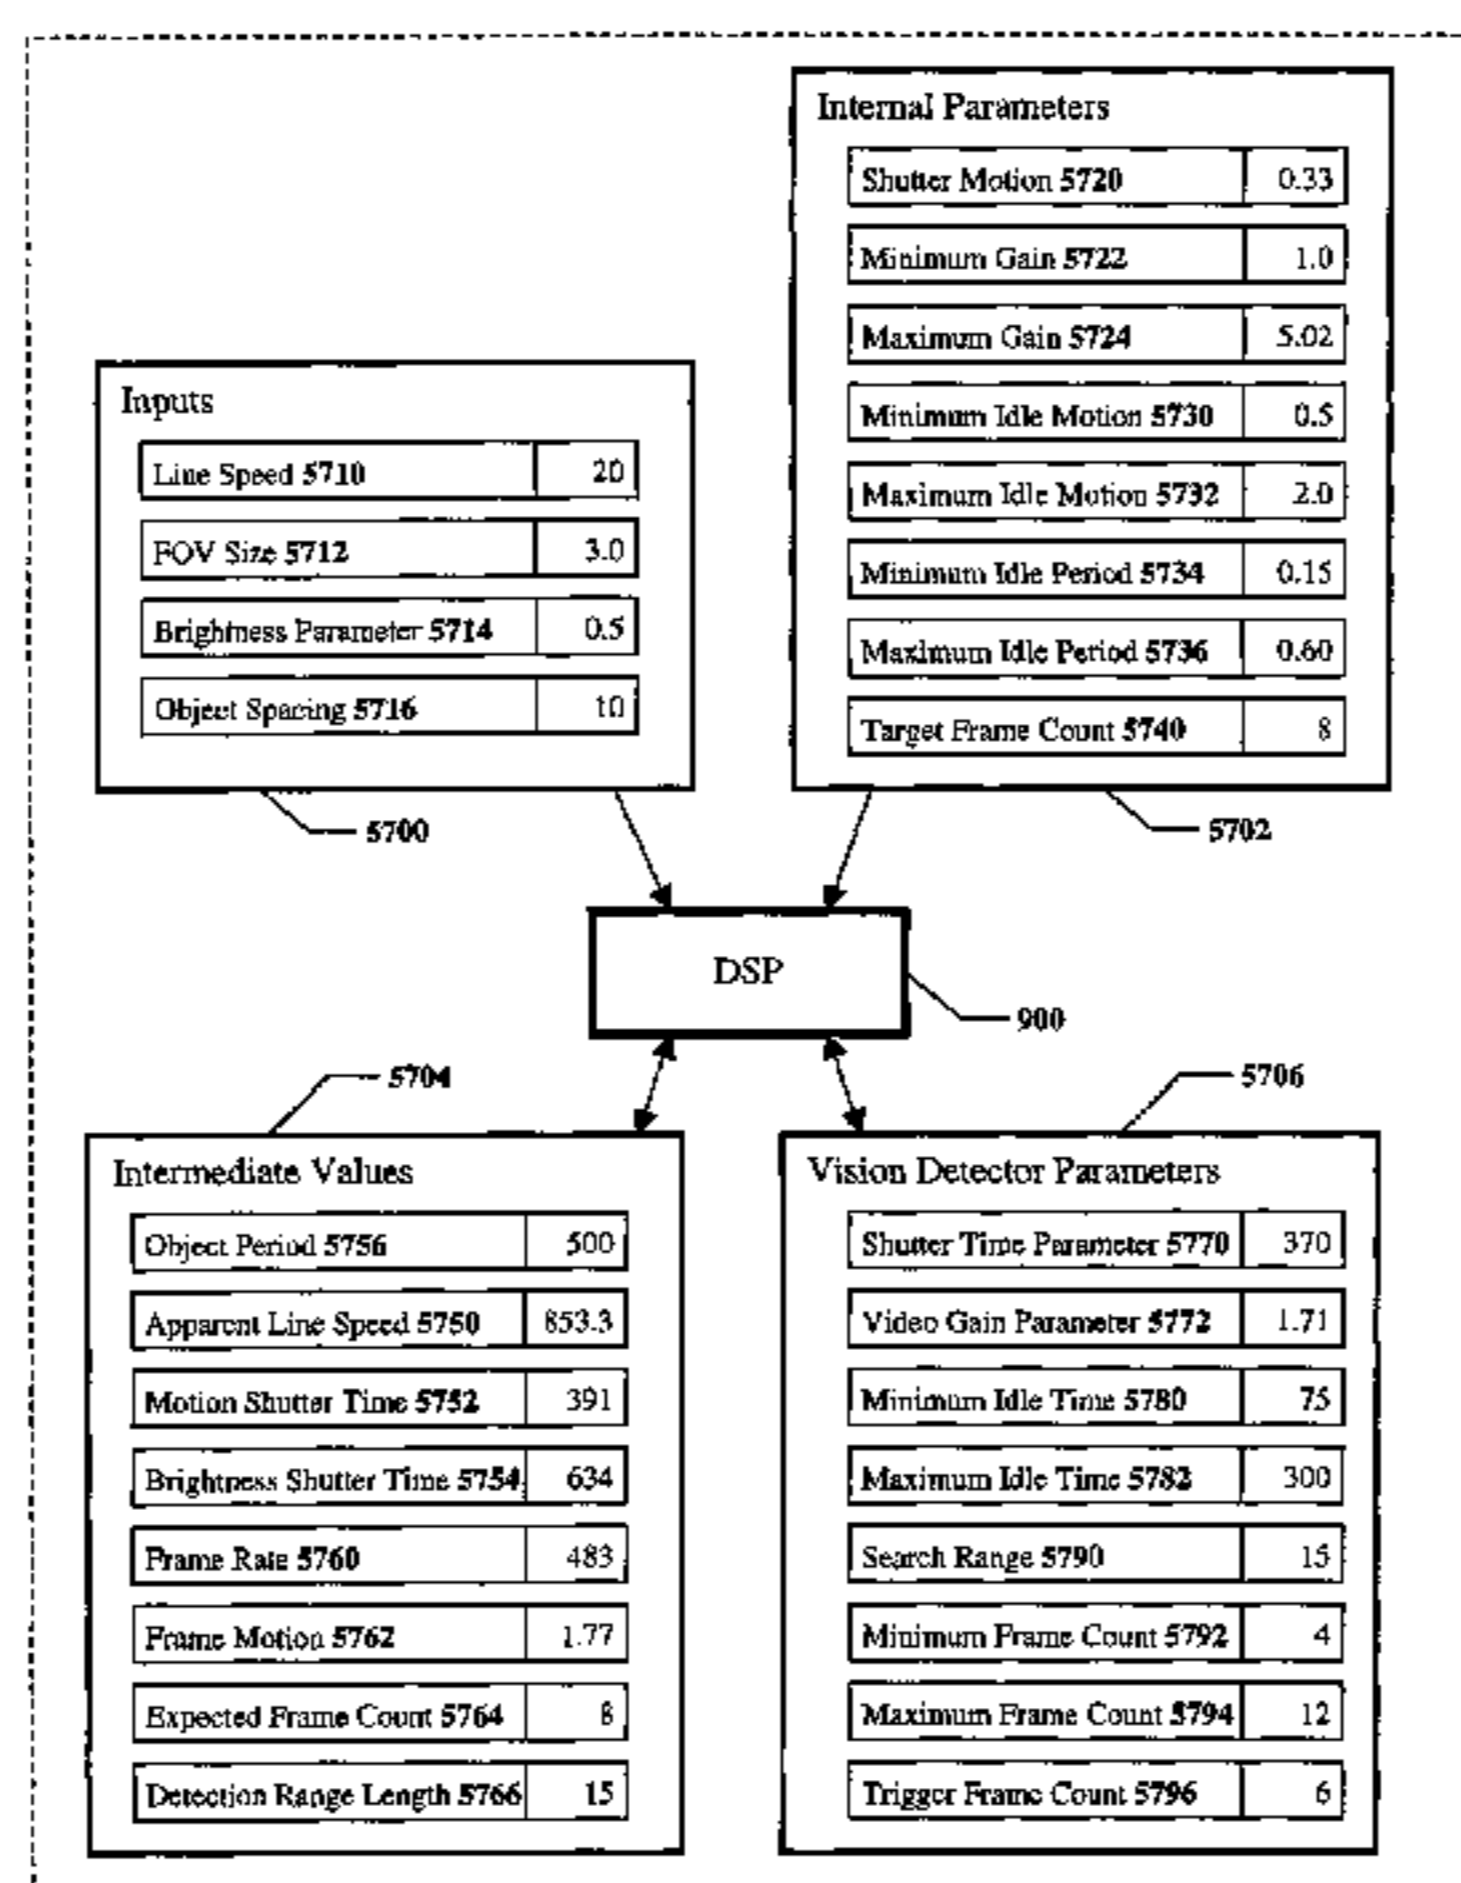 Internal Parameters
Shutter Motion 5720 0.33
Minimum Gain 5722 1.0
Maximum Gain 5724 5.02
Minimum Idle Motion 5730 0.5
Maximum Idle Motion 5732 2.0
Minimum Idle Period 5734 0.15
Maximum Idle Period 5736 0.60
Target Frame Count 5740 8
5702
Inputs
Line Speed 5710 20
FOV Size 5712 3.0
Brightness Parameter 5714 0.5
Object Spacing 5716 10
5700
DSP
900
5704
Intermediate Values
Object Period 5756 500
Apparent Line Speed 5750 853.3
Motion Shutter Time 5752 391
Brightness Shutter Time 5754 634
Frame Rate 5760 483
Frame Motion 5762 1.77
Expected Frame Count 5764 8
Detection Range Length 5766 15
5706
Vision Detector Parameters
Shutter Time Parameter 5770 370
Video Gain Parameter 5772 1.71
Minimum Idle Time 5780 75
Maximum Idle Time 5782 300
Search Range 5790 15
Minimum Frame Count 5792 4
Maximum Frame Count 5794 12
Trigger Frame Count 5796 6